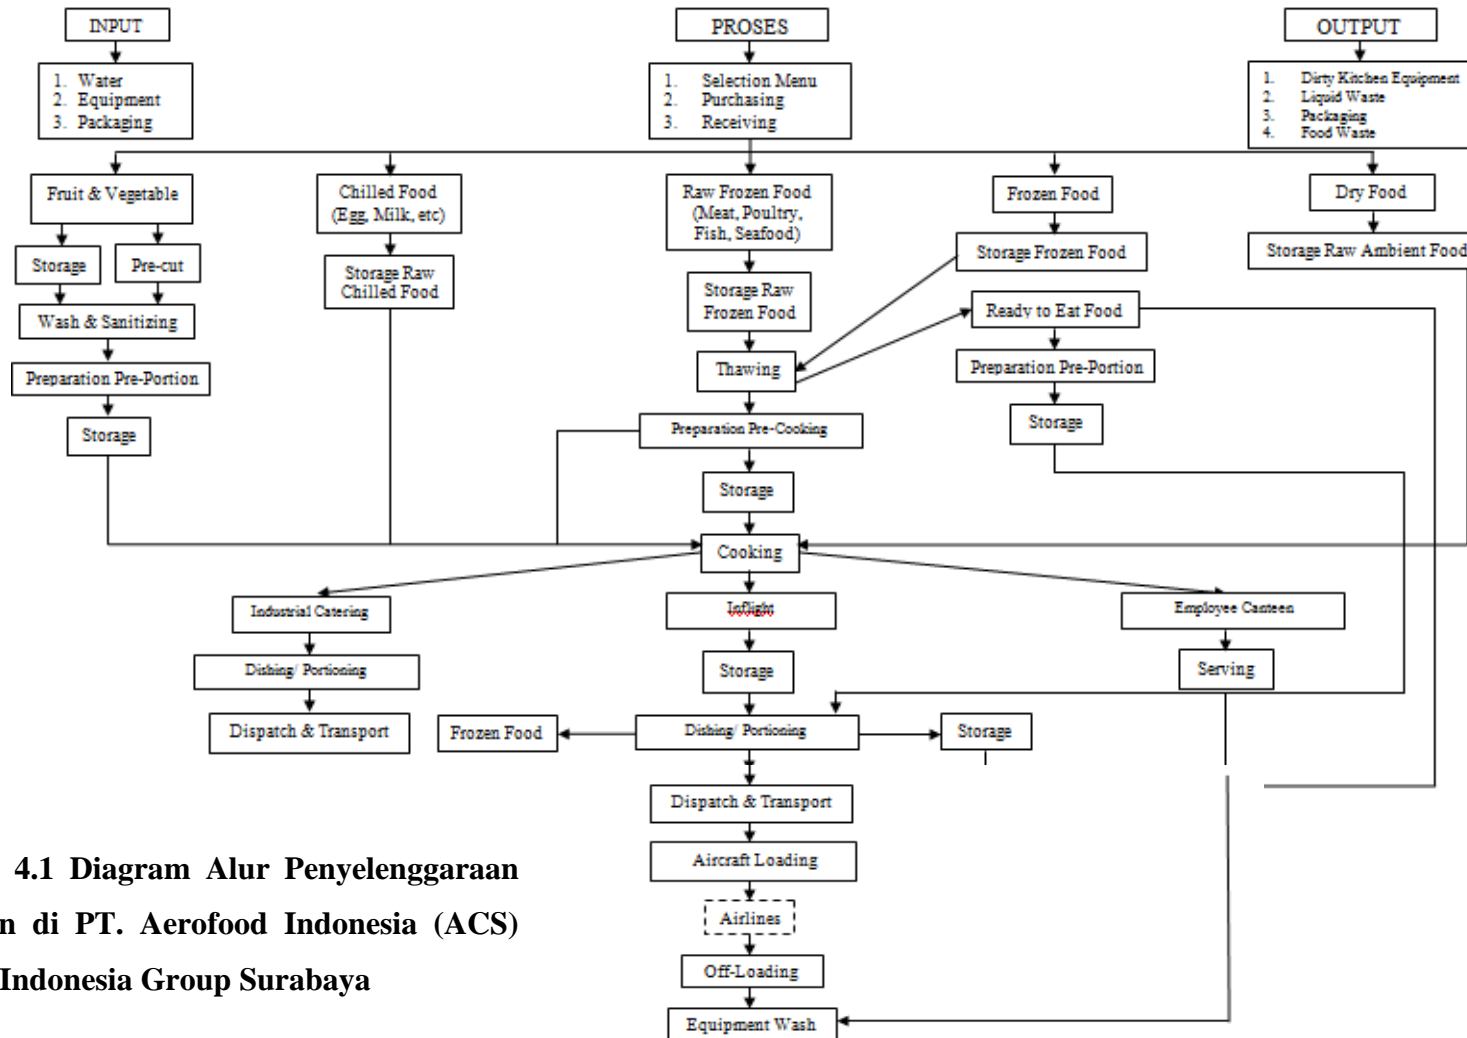 INPUT
1. Water
2. Equipment
3. Packaging
PROSES
1. Selection Menu
2. Purchasing
3. Receiving
OUTPUT
1. Dirty Kitchen Equipment
2. Liquid Waste
3. Packaging
4. Food Waste
Fruit & Vegetable
Storage
Pre-cut
Wash & Sanitizing
Preparation Pre-Portion
Storage
Chilled Food
(Egg, Milk, etc)
Storage Raw
Chilled Food
Raw Frozen Food
(Meat, Poultry,
Fish, Seafood)
Storage Raw
Frozen Food
Thawing
Preparation Pre-Cooking
Storage
Frozen Food
Storage Frozen Food
Ready to Eat Food
Preparation Pre-Portion
Storage
Dry Food
Storage Raw Ambient Food
Cooking
Industrial Catering
Dishing/ Portioning
Dispatch & Transport
Inflight
Storage
Frozen Food
Dishing/ Portioning
Storage
Employee Canteen
Serving
Dispatch & Transport
Aircraft Loading
Airlines
Off-Loading
Equipment Wash
4.1 Diagram Alur Penyelenggaraan
n di PT. Aerofood Indonesia (ACS)
Indonesia Group Surabaya